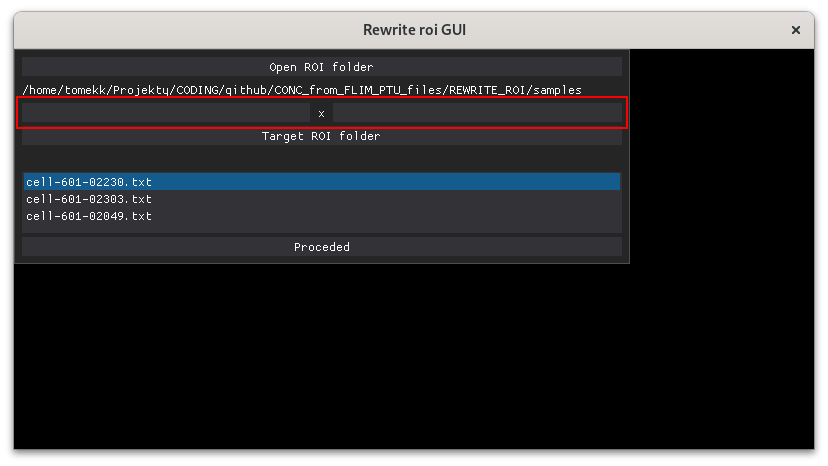 Rewrite roi GUI
Open ROI folder
/home/tomekk/Projekty/CODING/github/CONC_from_FLIM_PTU_files/REWRITE_ROI/samples
x
Target ROI folder
cell-601-02230.txt
cell-601-02303.txt
cell-601-02049.txt
Proceded